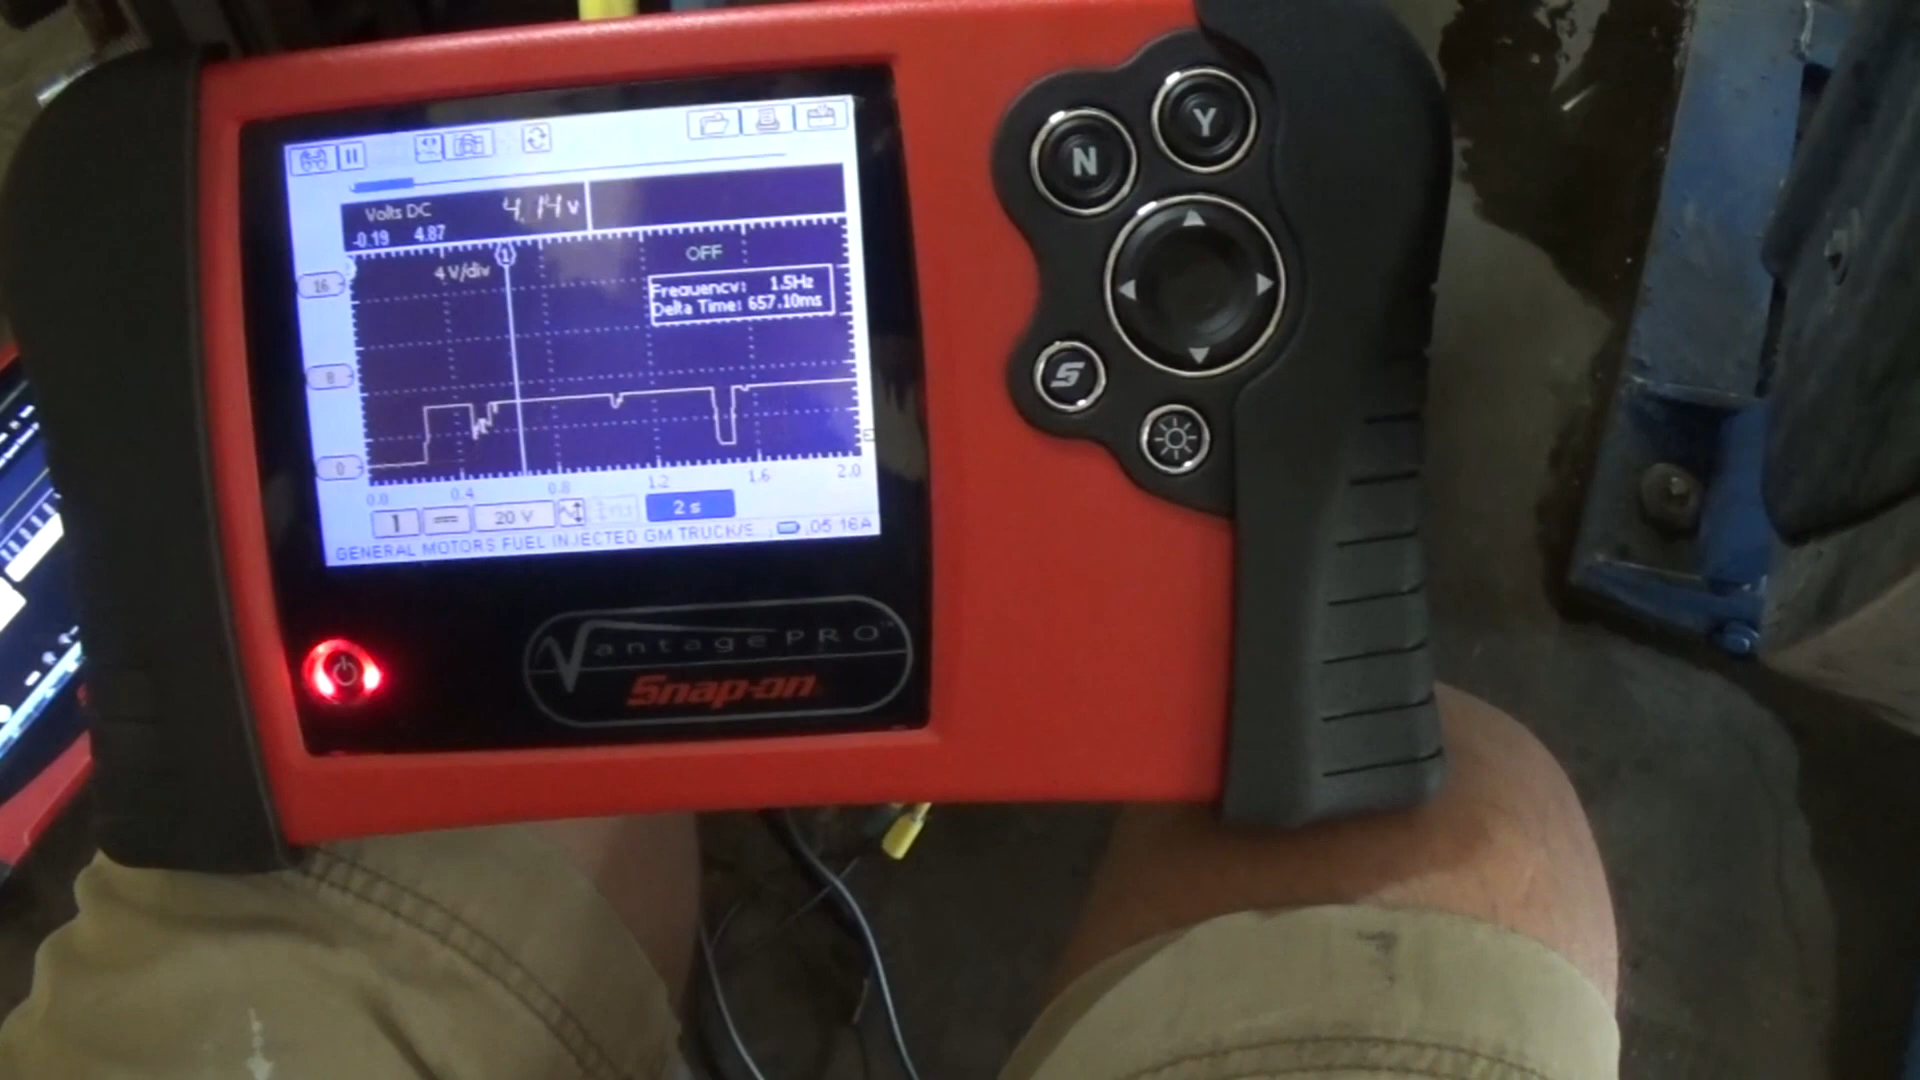 Volts DC 4.14v
-0.19 4.87
1
4 V/div
OFF
Frequency: 1.5Hz
Delta Time: 657.10ms
16
8
0
0.0 0.4 0.8 1.2 1.6 2.0
1 20 V 2 s
GENERAL MOTORS FUEL INJECTED GM TRUCK/S... 05:16A
N
Y
S
VantagePRO™
Snap-on